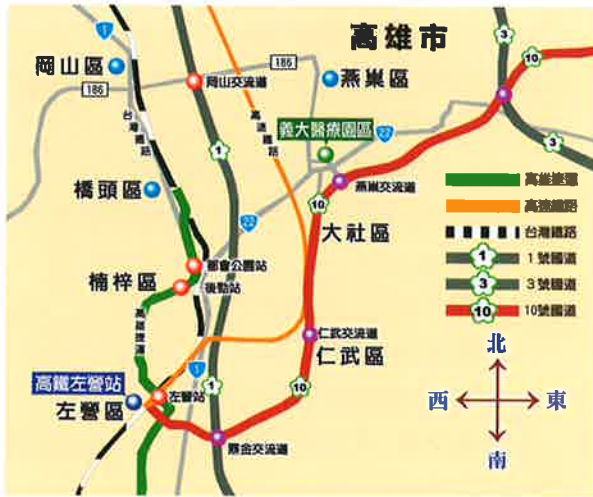 高雄市
1
3
10
186
岡山區
岡山交流道
燕巢區
186
台灣鐵路
高速鐵路
義大醫療園區
22
1
3
燕巢交流道
高雄捷運
高速鐵路
台灣鐵路
1 1號國道
3 3號國道
10 10號國道
橋頭區
10
22
大社區
都會公園站
楠梓區
後勁站
高雄捷運
仁武交流道
仁武區
1
高鐵左營站
左營區
左營站
1
10
鼎金交流道
北
西
東
南